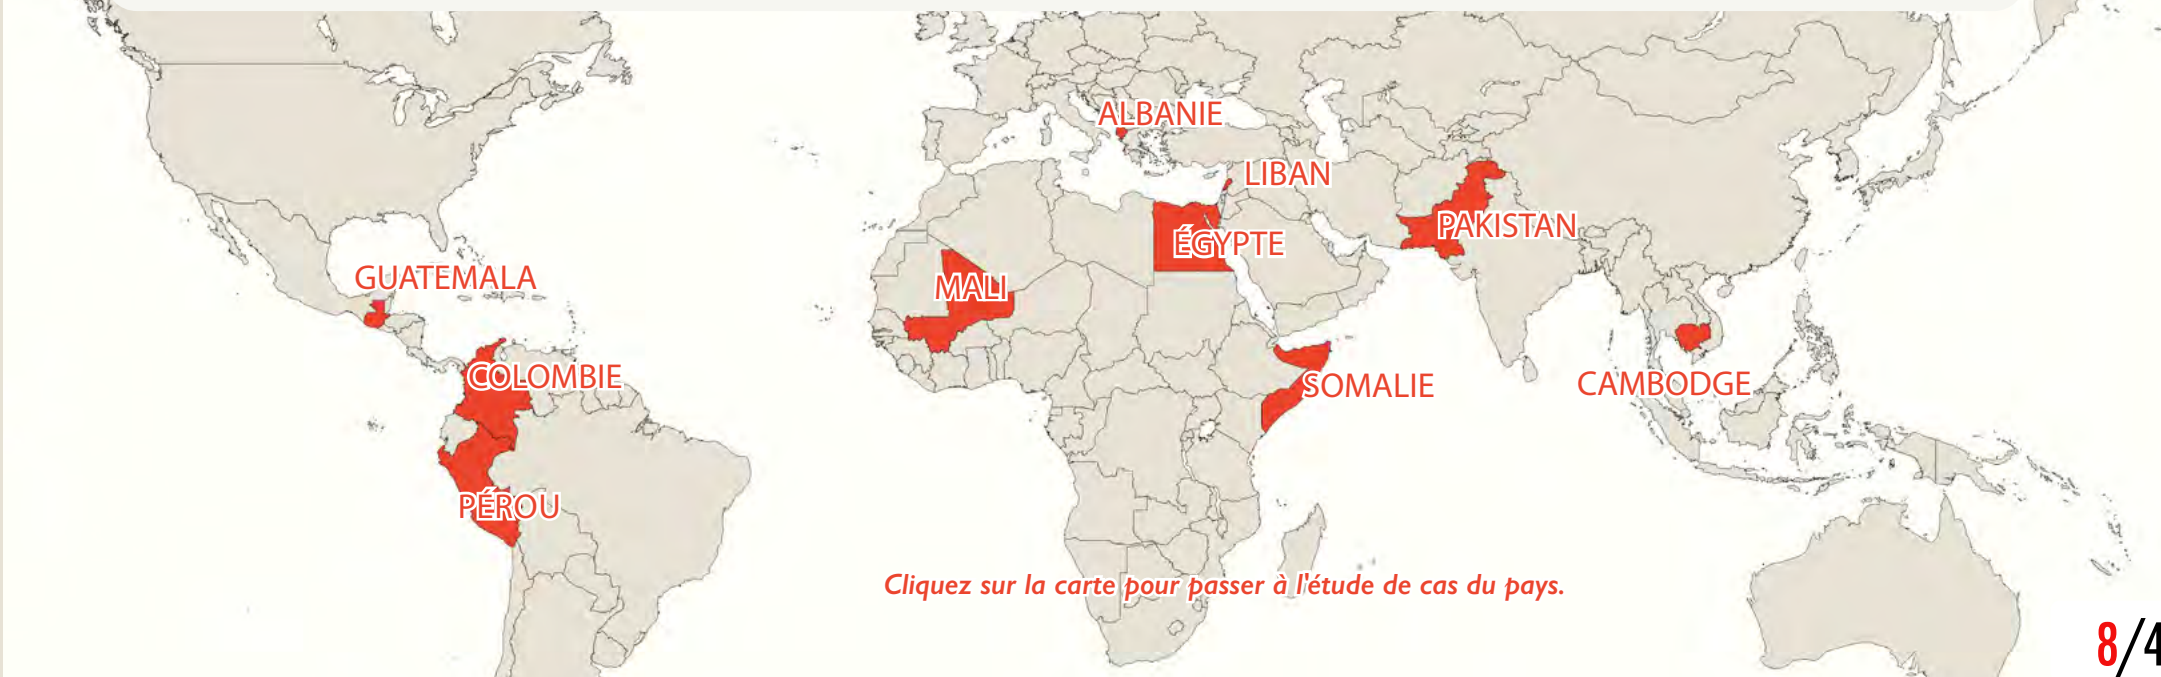 ALBANIE
LIBAN
PAKISTAN
ÉGYPTE
GUATEMALA
MALI
COLOMBIE
SOMALIE
CAMBODGE
PÉROU
Cliquez sur la carte pour passer à l'étude de cas du pays.
8/4